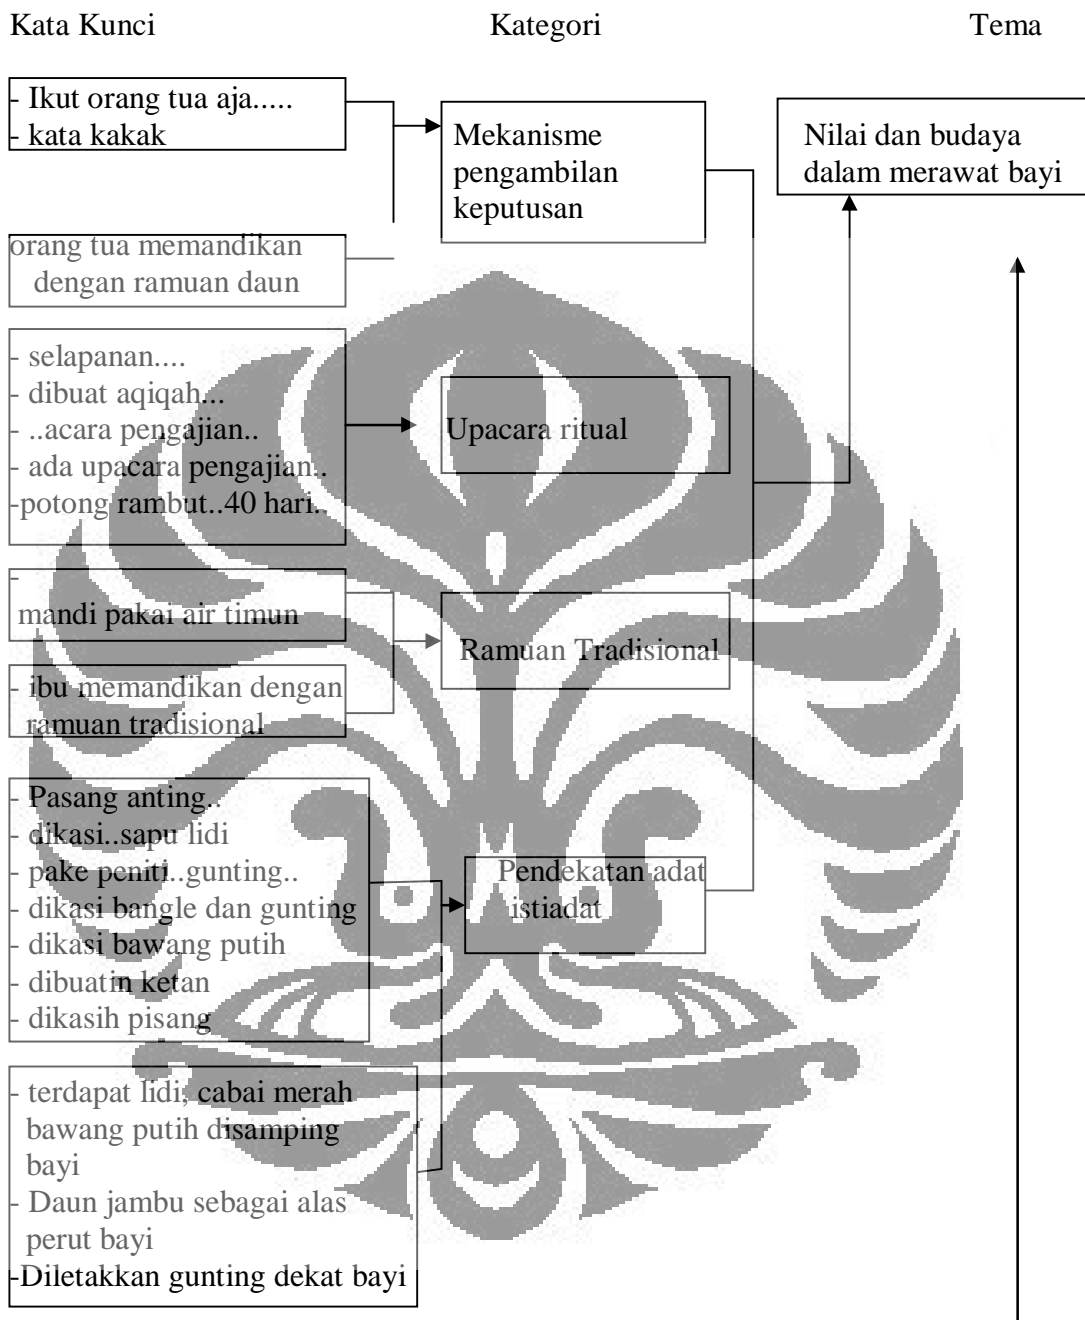 Kata Kunci Kategori Tema
- Ikut orang tua aja.....
- kata kakak
Mekanisme
pengambilan
keputusan
Nilai dan budaya
dalam merawat bayi
orang tua memandikan
dengan ramuan daun
- selapanan....
- dibuat aqiqah...
- ..acara pengajian..
- ada upacara pengajian..
-potong rambut..40 hari..
Upacara ritual
-
mandi pakai air timun
- ibu memandikan dengan
ramuan tradisional
Ramuan Tradisional
- Pasang anting..
- dikasi..sapu lidi
- pake peniti..gunting..
- dikasi bangle dan gunting
- dikasi bawang putih
- dibuatin ketan
- dikasih pisang
Pendekatan adat
istiadat
- terdapat lidi, cabai merah
bawang putih disamping
bayi
- Daun jambu sebagai alas
perut bayi
-Diletakkan gunting dekat bayi